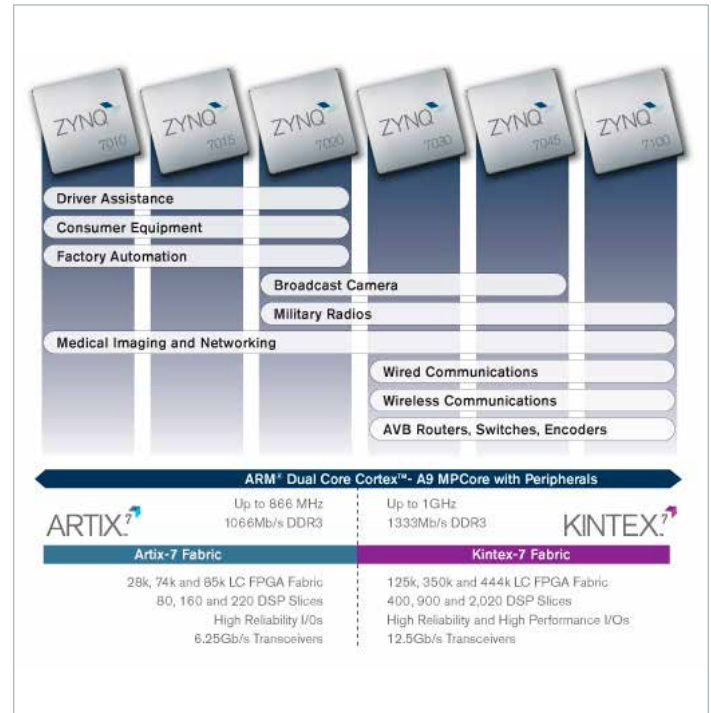 ZYNQ
7010
ZYNQ
7015
ZYNQ
7020
ZYNQ
7030
ZYNQ
7045
ZYNQ
7100
Driver Assistance
Consumer Equipment
Factory Automation
Broadcast Camera
Military Radios
Medical Imaging and Networking
Wired Communications
Wireless Communications
AVB Routers, Switches, Encoders
ARM® Dual Core Cortex™- A9 MPCore with Peripherals
ARTIX.7
Up to 866 MHz
1066Mb/s DDR3
Up to 1GHz
1333Mb/s DDR3
KINTEX.7
Artix-7 Fabric
Kintex-7 Fabric
28k, 74k and 85k LC FPGA Fabric
80, 160 and 220 DSP Slices
High Reliability I/0s
6.25Gb/s Transceivers
125k, 350k and 444k LC FPGA Fabric
400, 900 and 2,020 DSP Slices
High Reliability and High Performance I/Os
12.5Gb/s Transceivers